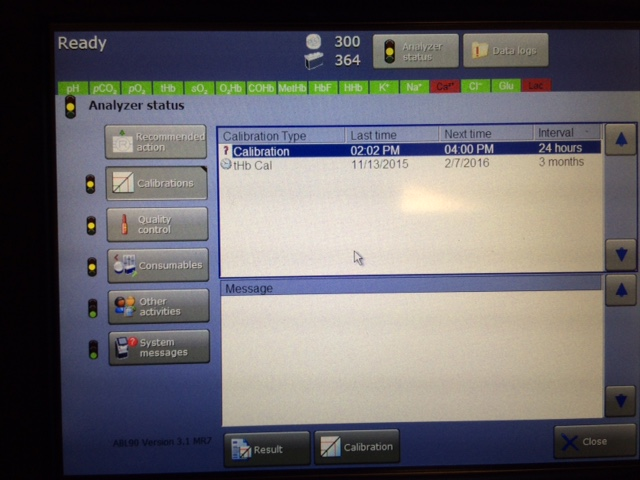 Ready
300
364
Analyzer status
Data logs
pH pCO₂ pO₂ tHb sO₂ O₂Hb COHb MetHb HbF HHb K⁺ Na⁺ Ca²⁺ Cl⁻ Glu Lac
Analyzer status
Recommended action
Calibrations
Quality control
Consumables
Other activities
System messages
Calibration Type Last time Next time Interval
? Calibration 02:02 PM 04:00 PM 24 hours
tHb Cal 11/13/2015 2/7/2016 3 months
Message
ABL90 Version 3.1 MR7
Result
Calibration
Close